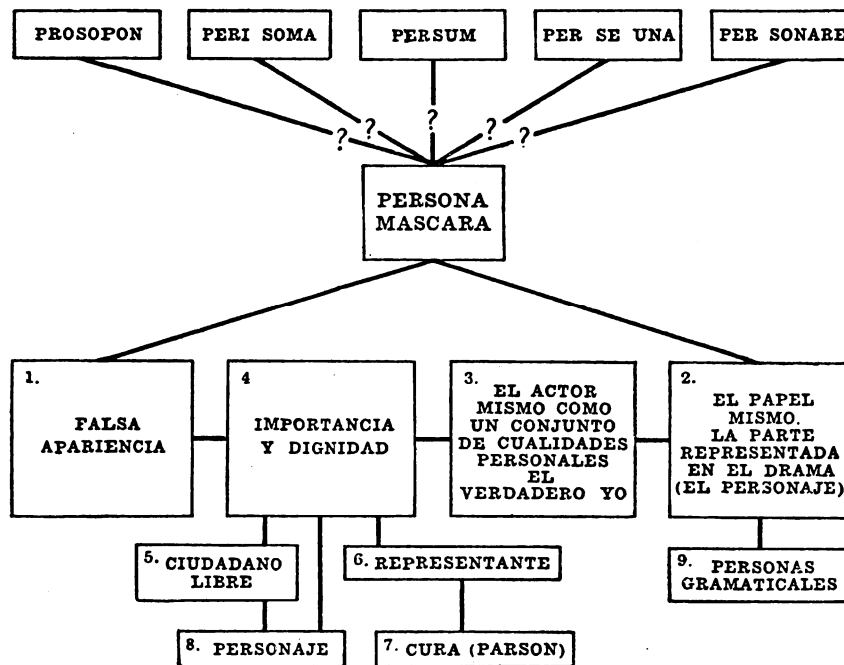 PROSOPON
PERI SOMA
PERSUM
PER SE UNA
PER SONARE
?
?
?
?
?
PERSONA
MASCARA
1.
FALSA
APARIENCIA
4
IMPORTANCIA
Y DIGNIDAD
3.
EL ACTOR
MISMO COMO
UN CONJUNTO
DE CUALIDADES
PERSONALES
EL
VERDADERO YO
2.
EL PAPEL
MISMO.
LA PARTE
REPRESENTADA
EN EL DRAMA
(EL PERSONAJE)
5. CIUDADANO
LIBRE
6. REPRESENTANTE
9. PERSONAS
GRAMATICALES
8. PERSONAJE
7. CURA (PARSON)